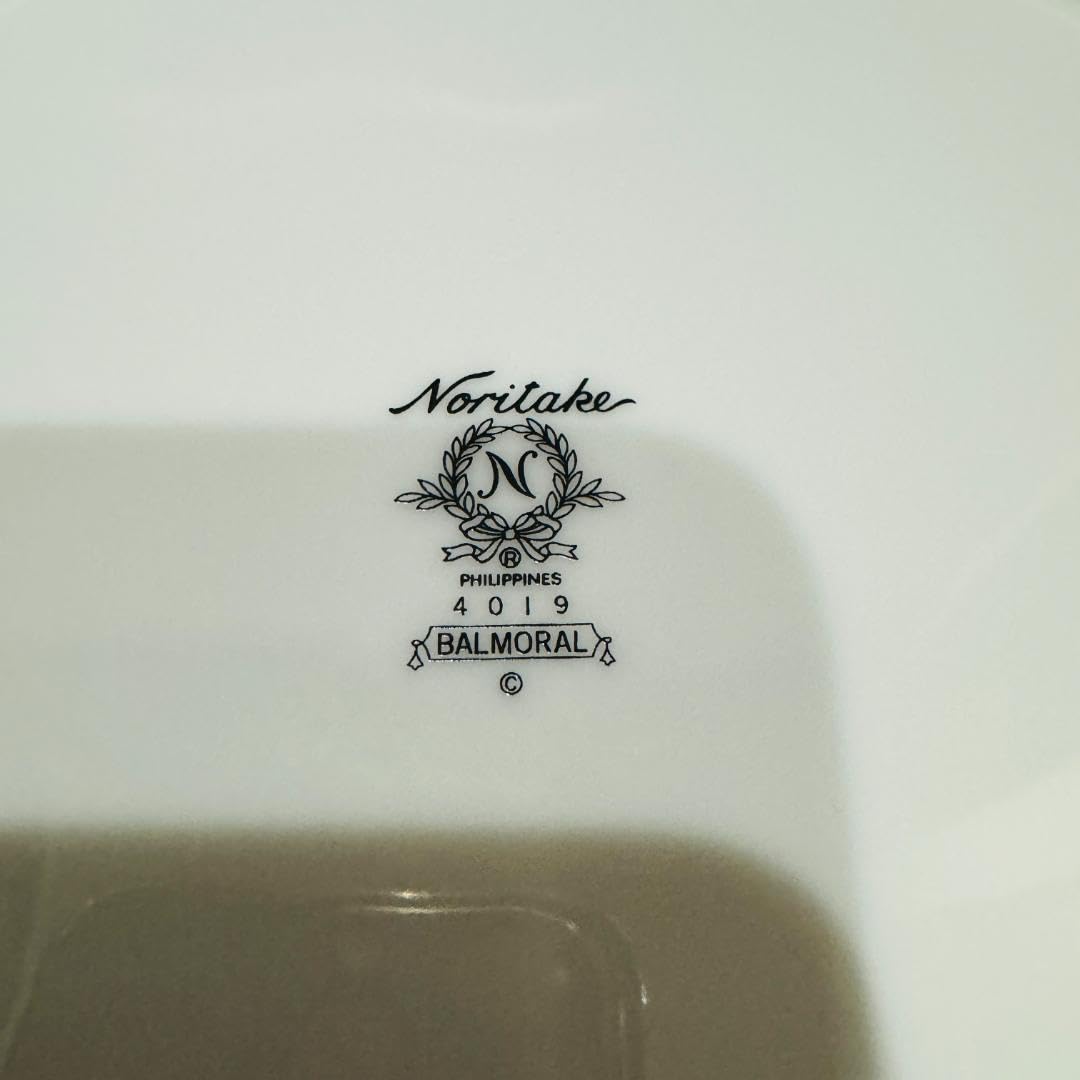 Noritake
N
®
PHILIPPINES
4019
BALMORAL
©